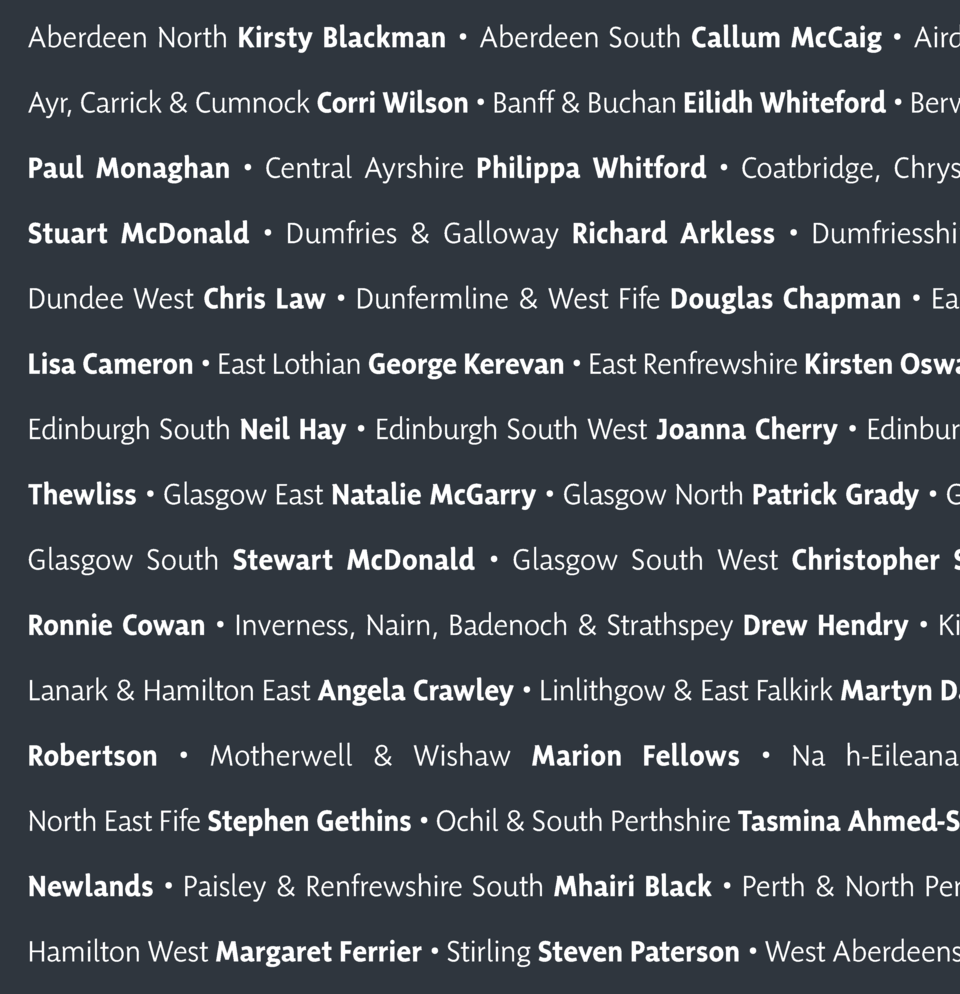 Aberdeen North Kirsty Blackman • Aberdeen South Callum McCaig •
Ayr, Carrick & Cumnock Corri Wilson • Banff & Buchan Eilidh Whiteford •
Paul Monaghan • Central Ayrshire Philippa Whitford • Coatbridge,
Stuart McDonald • Dumfries & Galloway Richard Arkless •
Dundee West Chris Law • Dunfermline & West Fife Douglas Chapman •
Lisa Cameron • East Lothian George Kerevan • East Renfrewshire Kirsten
Edinburgh South Neil Hay • Edinburgh South West Joanna Cherry •
Thewliss • Glasgow East Natalie McGarry • Glasgow North Patrick Grady •
Glasgow South Stewart McDonald • Glasgow South West Christopher
Ronnie Cowan • Inverness, Nairn, Badenoch & Strathspey Drew Hendry •
Lanark & Hamilton East Angela Crawley • Linlithgow & East Falkirk Martyn
Robertson • Motherwell & Wishaw Marion Fellows • Na h-Eileana
North East Fife Stephen Gethins • Ochil & South Perthshire Tasmina
Newlands • Paisley & Renfrewshire South Mhairi Black • Perth & North
Hamilton West Margaret Ferrier • Stirling Steven Paterson • West